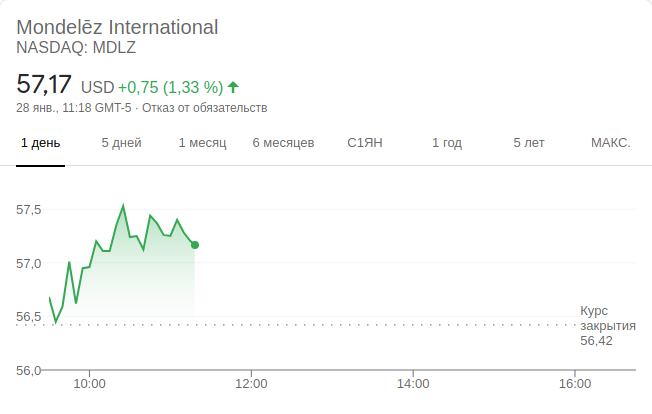 Mondelēz International
NASDAQ: MDLZ
57,17 USD +0,75 (1,33 %)
28 янв., 11:18 GMT-5 · Отказ от обязательств
1 день 5 дней 1 месяц 6 месяцев С1ЯН 1 год 5 лет МАКС.
57,5
57,0
56,5
56,0
Курс
закрытия
56,42
10:00 12:00 14:00 16:00